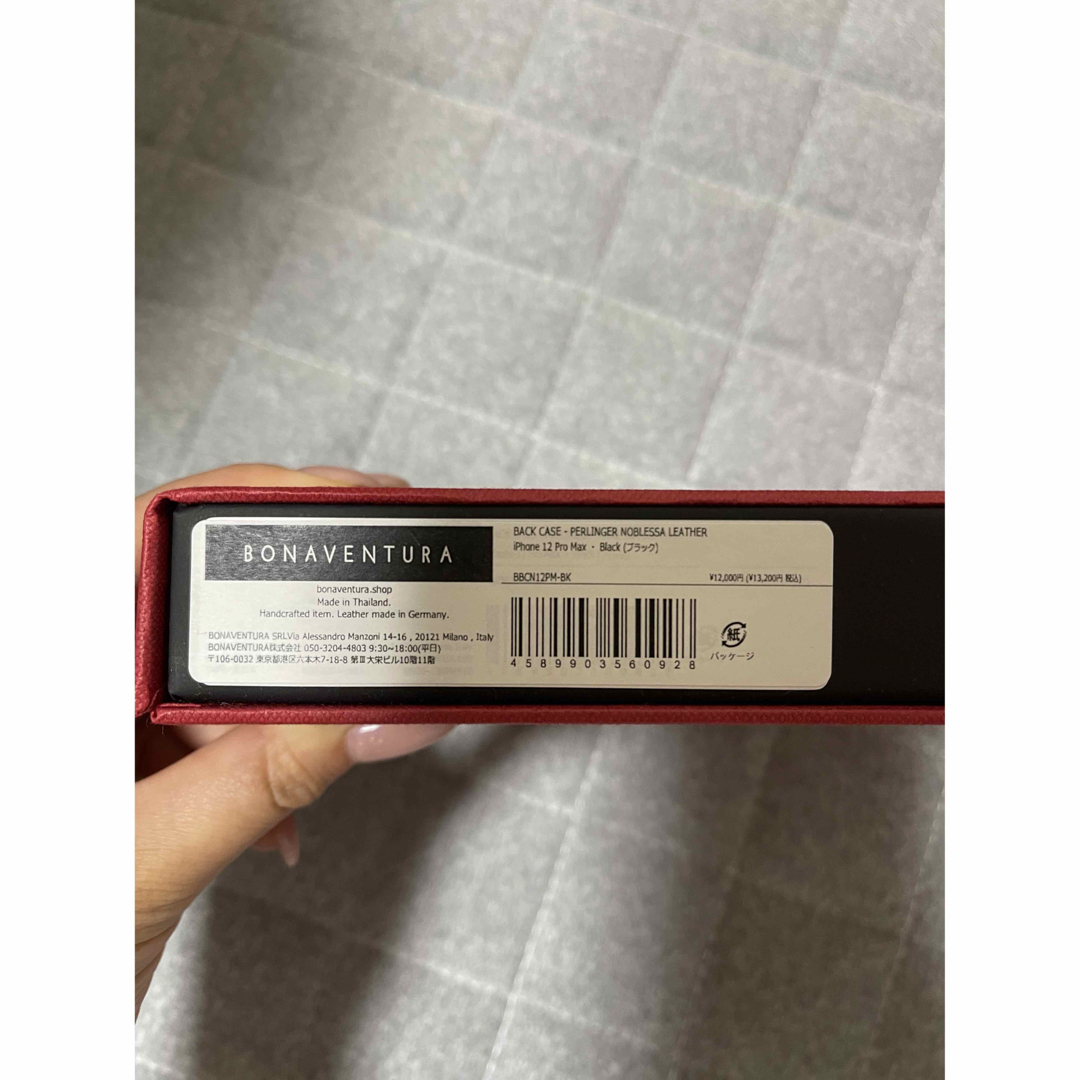 BONAVENTURA
bonaventura.shop
Made in Thailand.
Handcrafted item. Leather made in Germany.
BONAVENTURA SRLVia Alessandro Manzoni 14-16 , 20121 Milano , Italy
BONAVENTURA株式会社 050-3204-4803 9:30~18:00(平日)
〒106-0032 東京都港区六本木7-18-8 第Ⅲ大栄ビル10階11階
BACK CASE - PERLINGER NOBLESSA LEATHER
iPhone 12 Pro Max ・ Black (ブラック)
BBCN12PM-BK ¥12,000円 (¥13,200円 税込)
4589903560928
紙
パッケージ